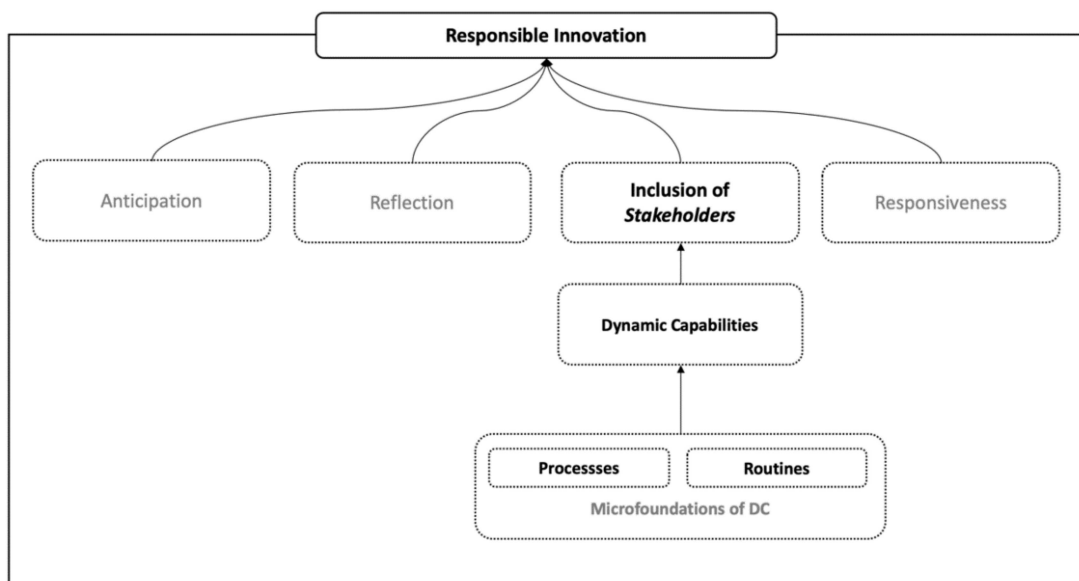 Responsible Innovation
Anticipation
Reflection
Inclusion of
Stakeholders
Responsiveness
Dynamic Capabilities
Processses
Routines
Microfoundations of DC